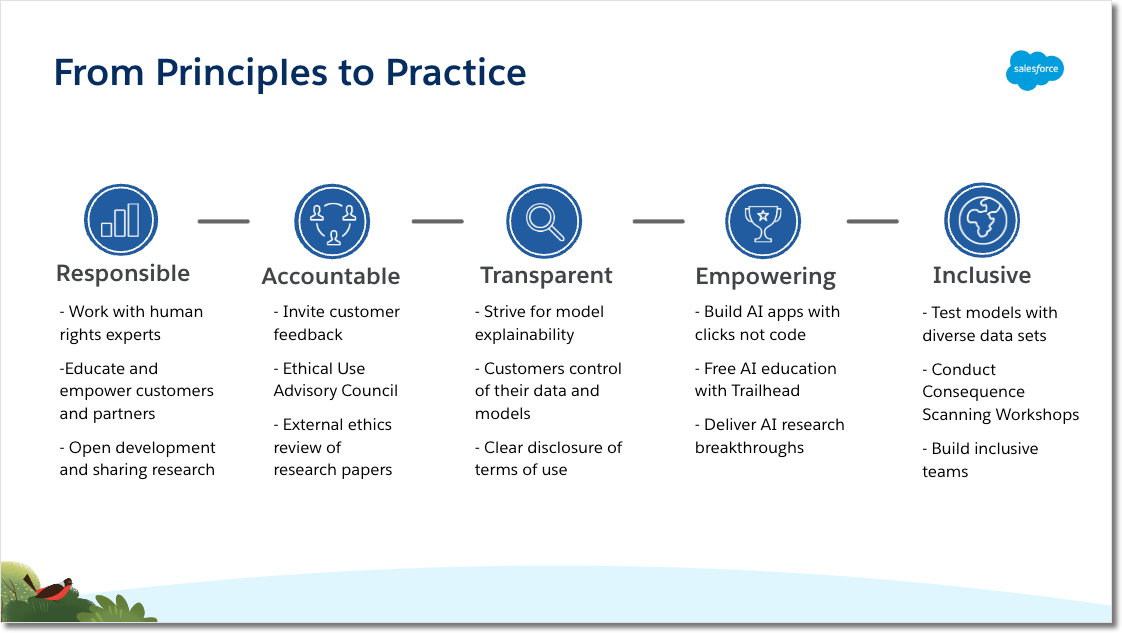 From Principles to Practice
salesforce
Responsible
- Work with human
rights experts
-Educate and
empower customers
and partners
- Open development
and sharing research
Accountable
- Invite customer
feedback
- Ethical Use
Advisory Council
- External ethics
review of
research papers
Transparent
- Strive for model
explainability
- Customers control
of their data and
models
- Clear disclosure of
terms of use
Empowering
- Build AI apps with
clicks not code
- Free AI education
with Trailhead
- Deliver AI research
breakthroughs
Inclusive
- Test models with
diverse data sets
- Conduct
Consequence
Scanning Workshops
- Build inclusive
teams